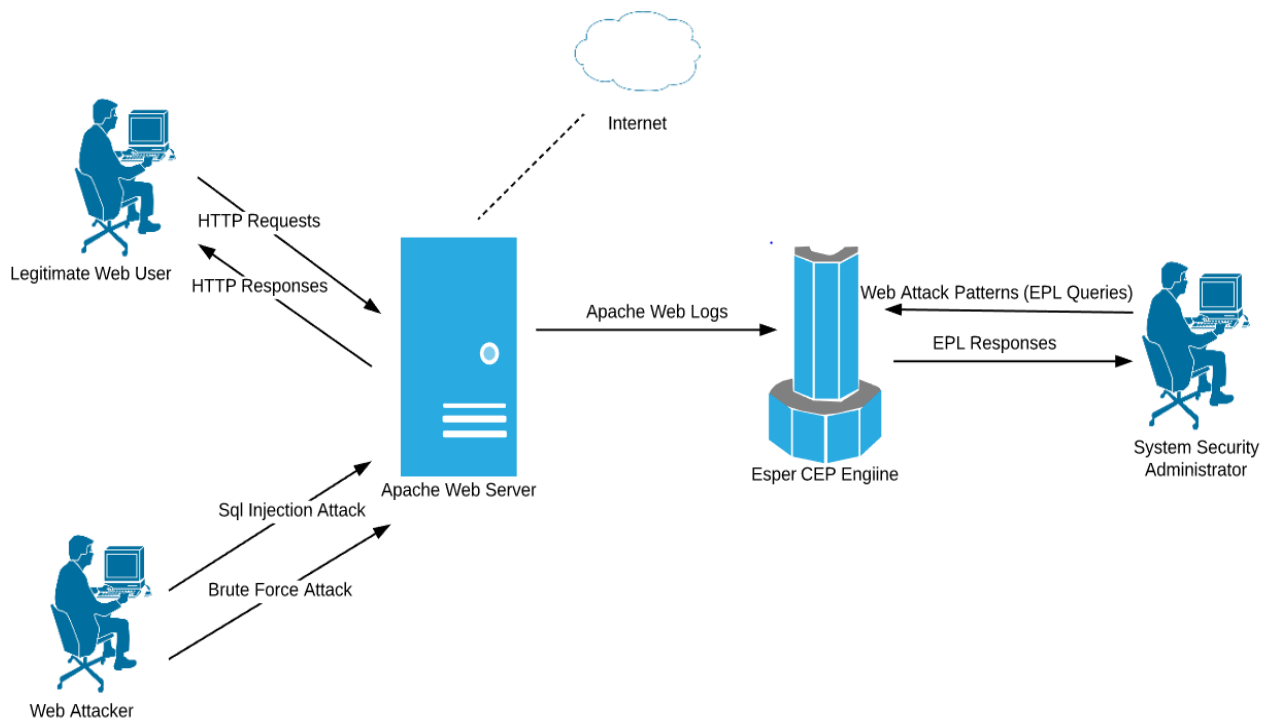 Internet
HTTP Requests
Legitimate Web User
HTTP Responses
Web Attack Patterns (EPL Queries)
Apache Web Logs
EPL Responses
System Security
Administrator
Esper CEP Engiine
Apache Web Server
Sql Injection Attack
Brute Force Attack
Web Attacker